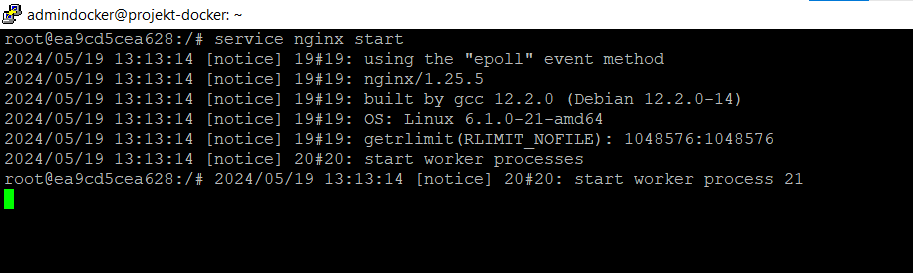 admindocker@projekt-docker: ~
root@ea9cd5cea628:/# service nginx start
2024/05/19 13:13:14 [notice] 19#19: using the "epoll" event method
2024/05/19 13:13:14 [notice] 19#19: nginx/1.25.5
2024/05/19 13:13:14 [notice] 19#19: built by gcc 12.2.0 (Debian 12.2.0-14)
2024/05/19 13:13:14 [notice] 19#19: OS: Linux 6.1.0-21-amd64
2024/05/19 13:13:14 [notice] 19#19: getrlimit(RLIMIT_NOFILE): 1048576:1048576
2024/05/19 13:13:14 [notice] 20#20: start worker processes
root@ea9cd5cea628:/# 2024/05/19 13:13:14 [notice] 20#20: start worker process 21